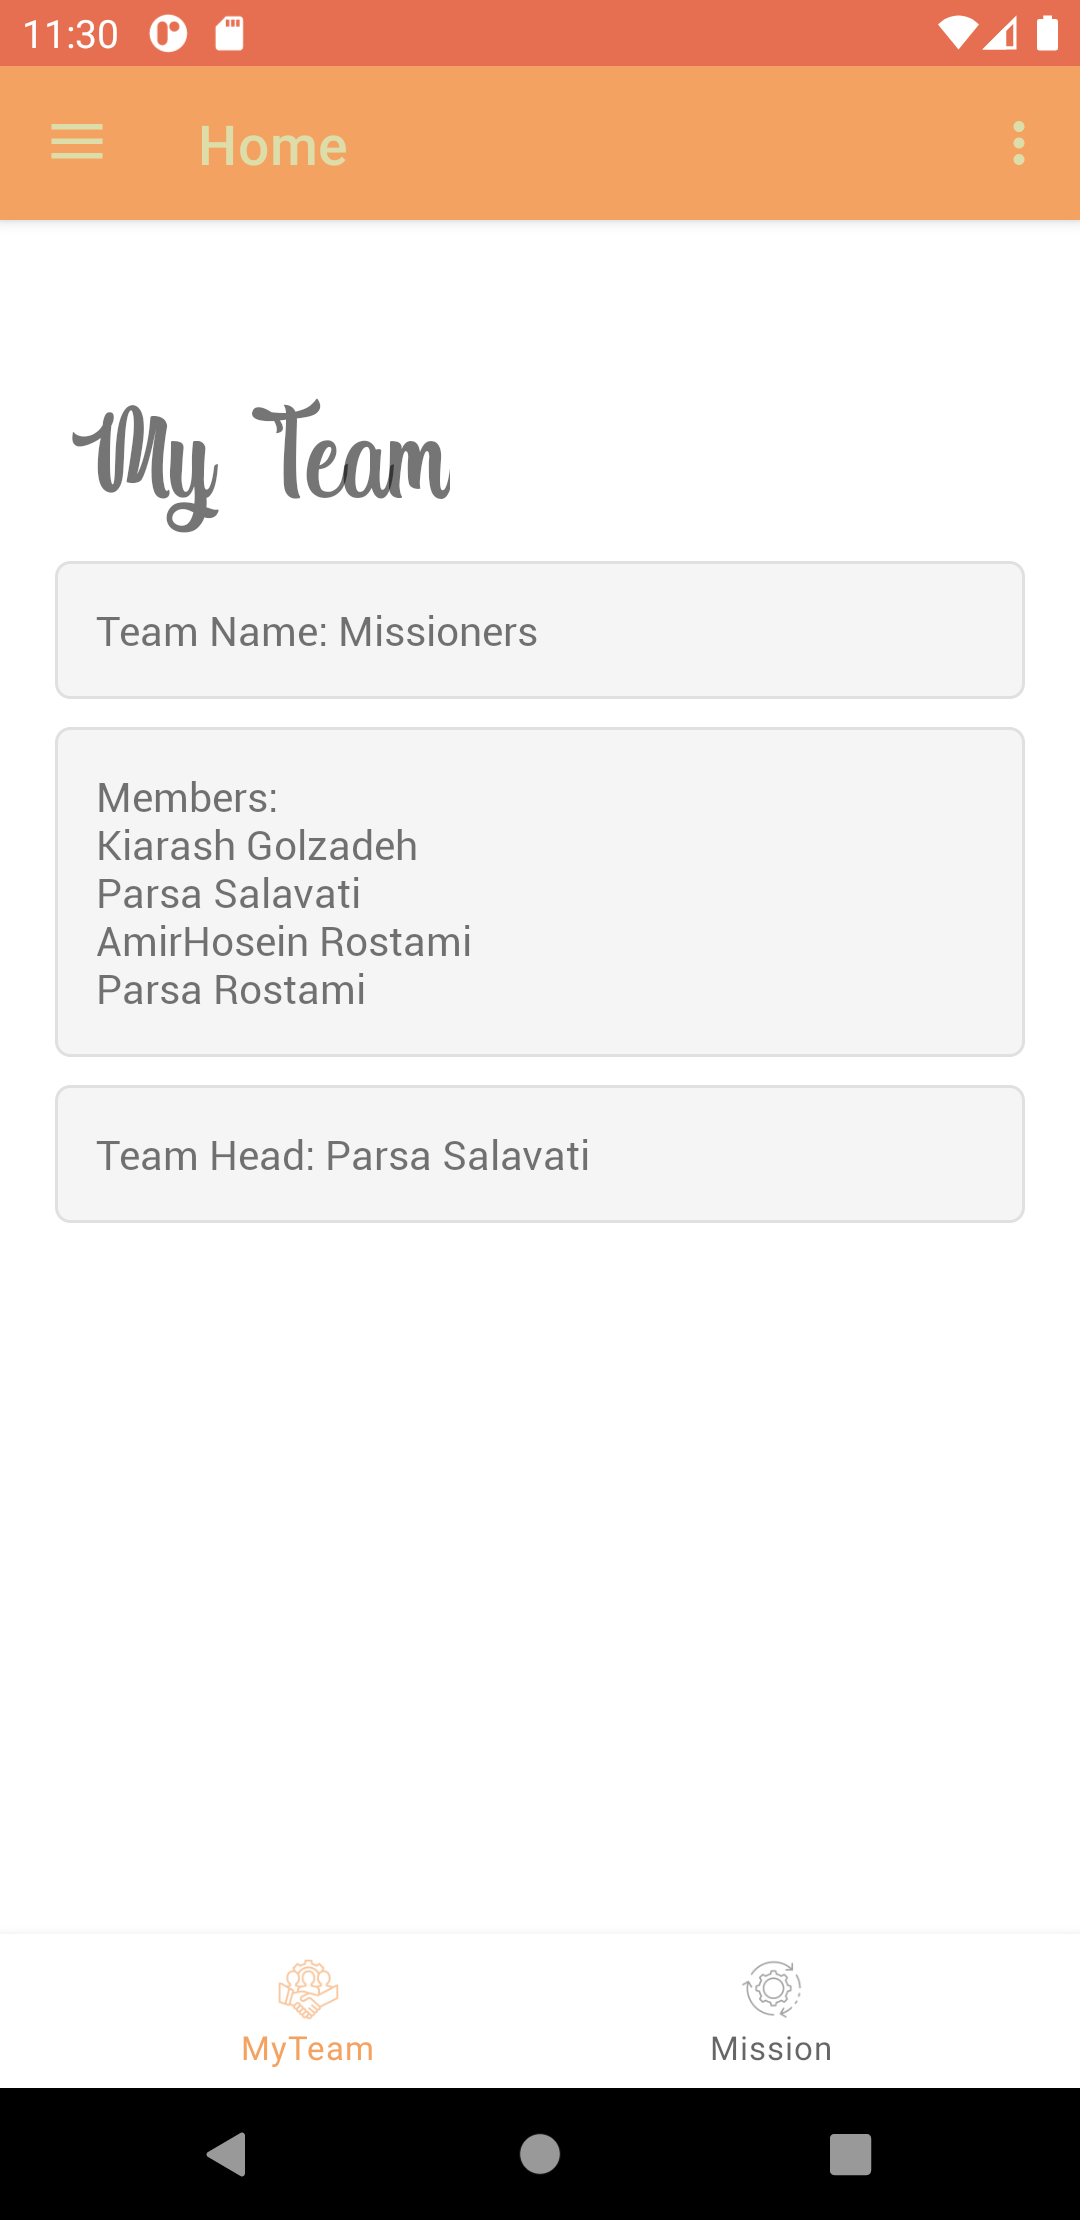 11:30
Home
My Team
Team Name: Missioners
Members:
Kiarash Golzadeh
Parsa Salavati
AmirHosein Rostami
Parsa Rostami
Team Head: Parsa Salavati
MyTeam
Mission